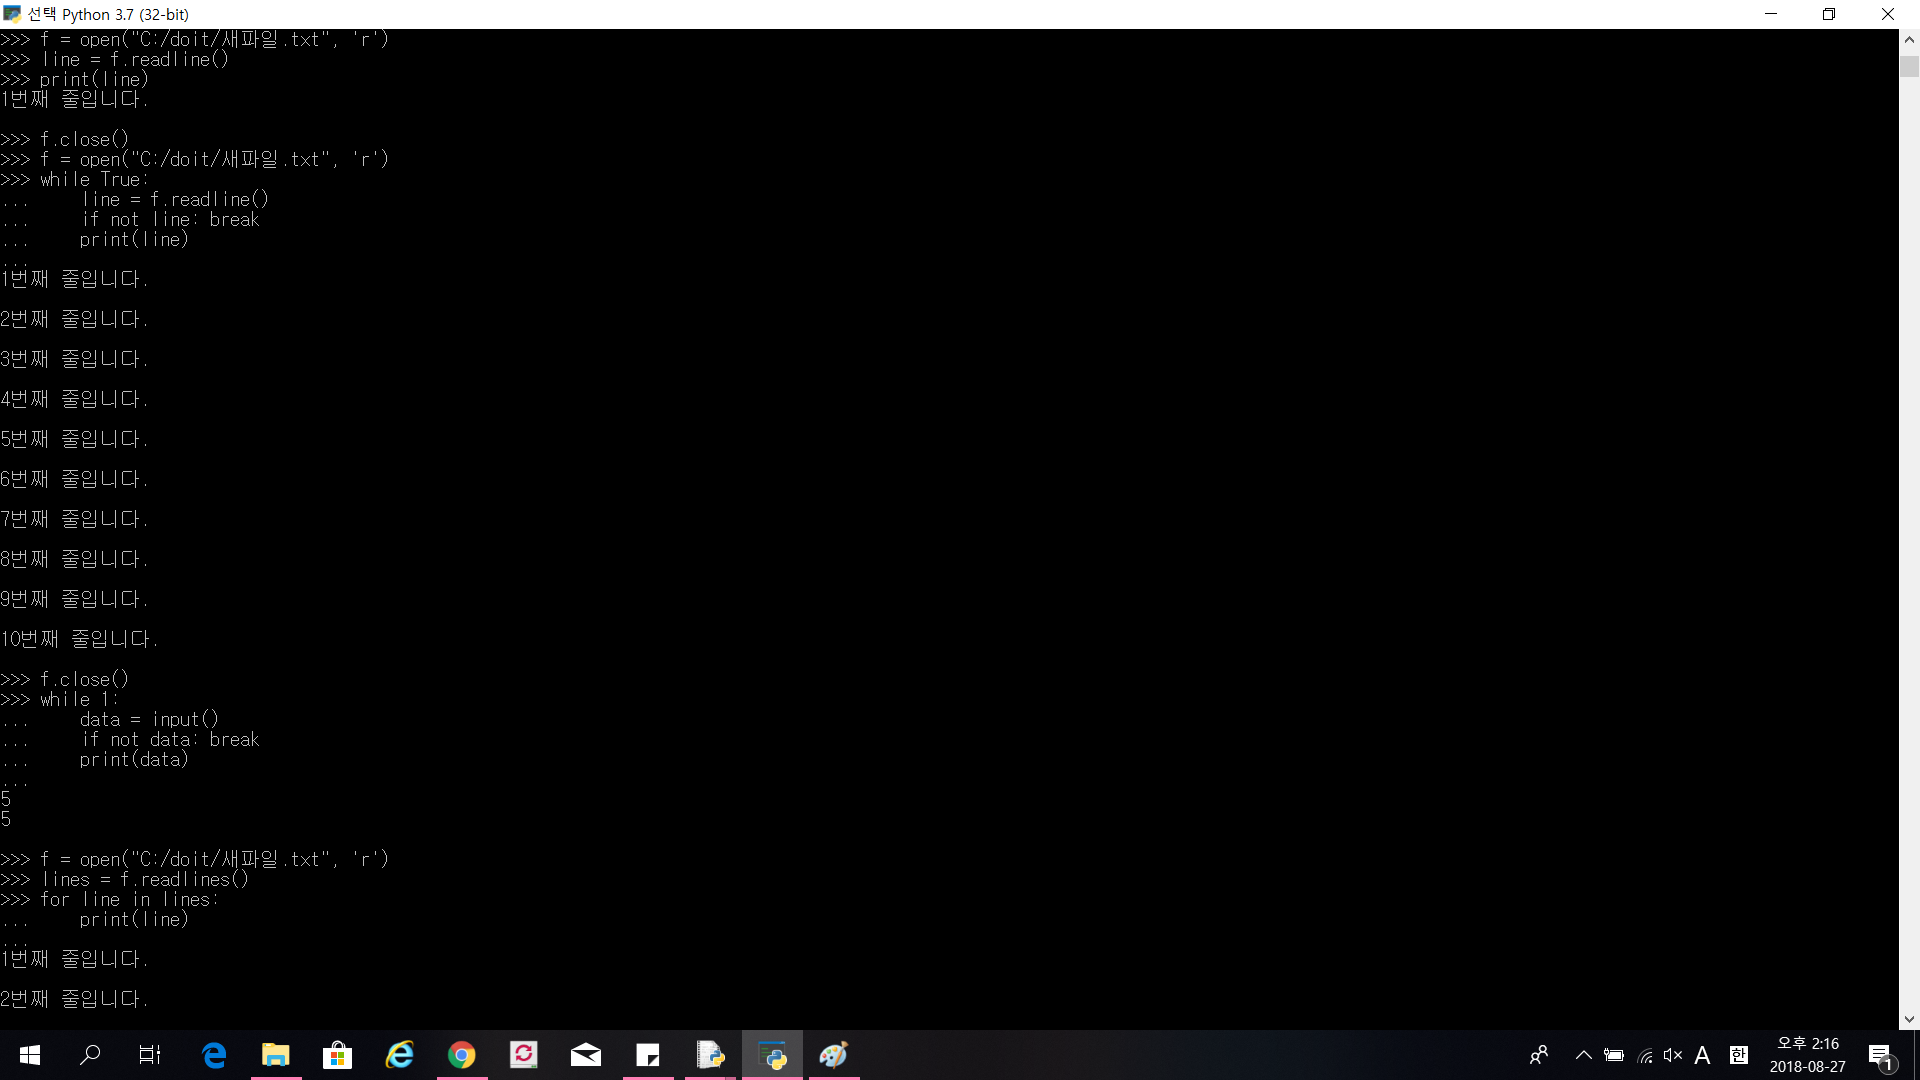 선택 Python 3.7 (32-bit)
>>> f = open("C:/doit/새파일.txt", 'r')
>>> line = f.readline()
>>> print(line)
1번째 줄입니다.
>>> f.close()
>>> f = open("C:/doit/새파일.txt", 'r')
>>> while True:
...     line = f.readline()
...     if not line: break
...     print(line)
...
1번째 줄입니다.
2번째 줄입니다.
3번째 줄입니다.
4번째 줄입니다.
5번째 줄입니다.
6번째 줄입니다.
7번째 줄입니다.
8번째 줄입니다.
9번째 줄입니다.
10번째 줄입니다.
>>> f.close()
>>> while 1:
...     data = input()
...     if not data: break
...     print(data)
...
5
5
>>> f = open("C:/doit/새파일.txt", 'r')
>>> lines = f.readlines()
>>> for line in lines:
...     print(line)
...
1번째 줄입니다.
2번째 줄입니다.
A 한 오후 2:16
2018-08-27
1